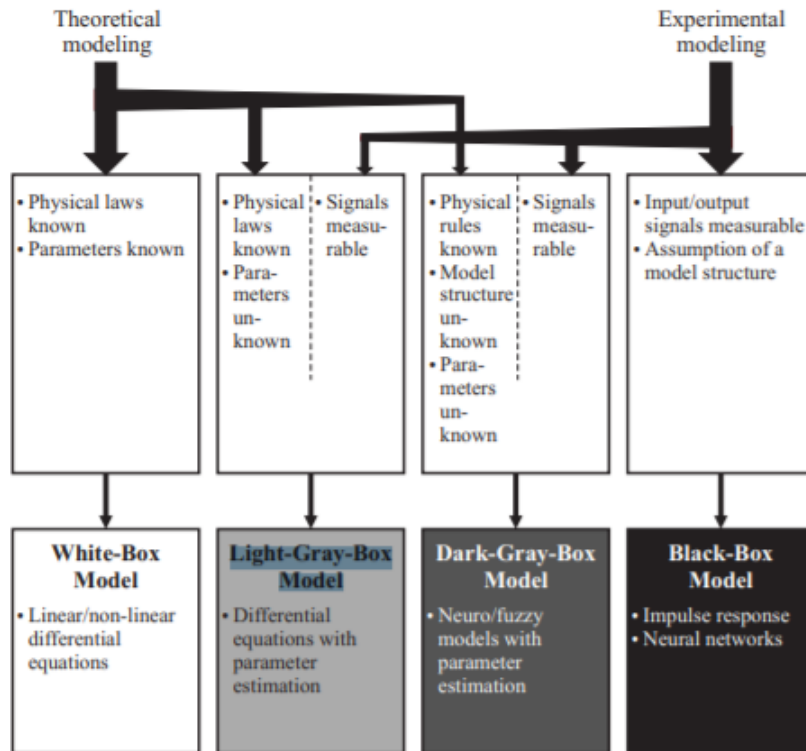 Theoretical
modeling
Experimental
modeling
• Physical laws
known
• Parameters known
• Physical
laws
known
• Para-
meters
un-
known
• Signals
measu-
rable
• Physical
rules
known
• Model
structure
un-
known
• Para-
meters
un-
known
• Signals
measu-
rable
• Input/output
signals measurable
• Assumption of a
model structure
White-Box
Model
• Linear/non-linear
differential
equations
Light-Gray-Box
Model
• Differential
equations with
parameter
estimation
Dark-Gray-Box
Model
• Neuro/fuzzy
models with
parameter
estimation
Black-Box
Model
• Impulse response
• Neural networks